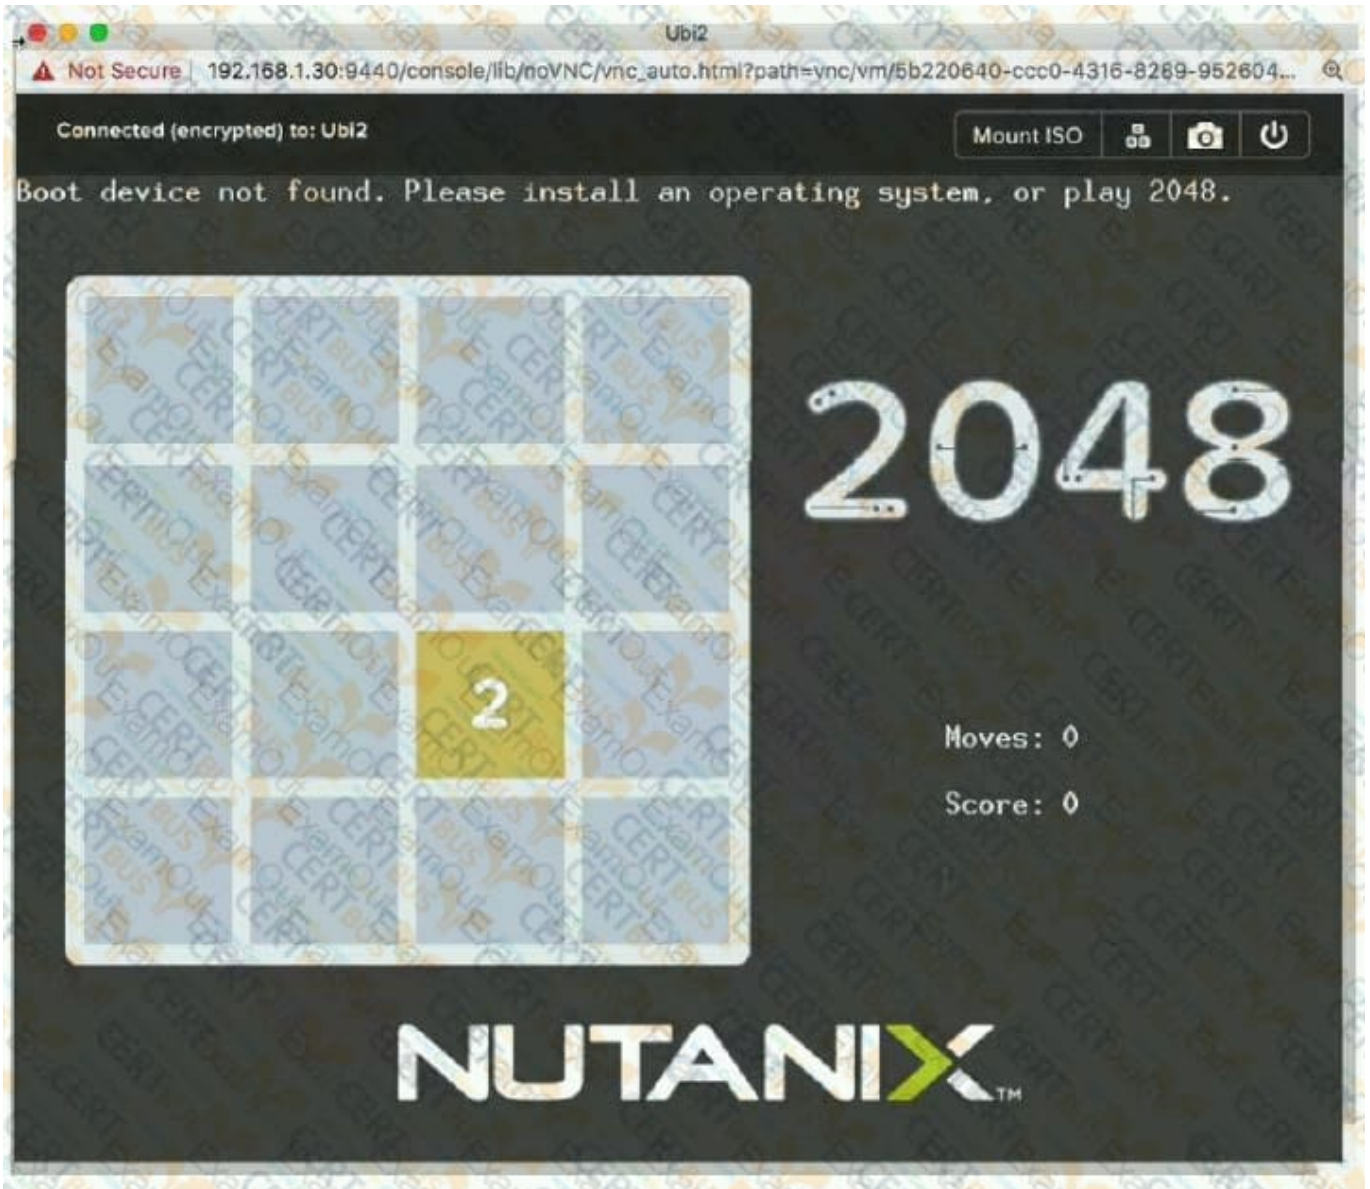 Ubi2
Not Secure 192.168.1.30:9440/console/lib/noVNC/vnc_auto.html?path=vnc/vm/5b220640-ccc0-4316-8289-952604...
Connected (encrypted) to: Ubi2
Mount ISO
Boot device not found. Please install an operating system, or play 2048.
2048
2
Moves: 0
Score: 0
NUTANIX™